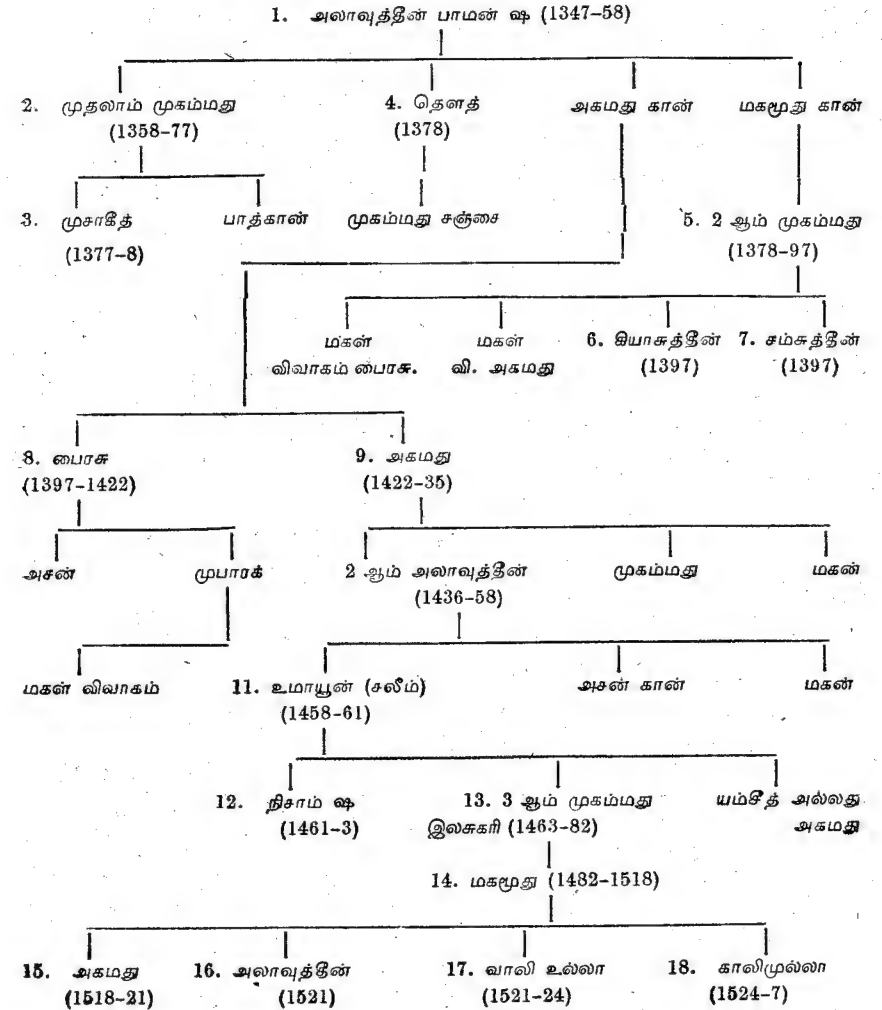 1. அலாவுத்தீன் பாமன் ஷ (1347–58)
2. முதலாம் முகம்மது 4. தௌத் அகமது கான் மகமூது கான்
(1358–77) (1378)
3. முசாகீத் பாத்கான் முகம்மது சஞ்சை 5. 2 ஆம் முகம்மது
(1377–8) (1378–97)
மகள் மகள் 6. கியாசுத்தீன் 7. சம்சுத்தீன்
விவாகம் பைரசு. வி. அகமது (1397) (1397)
8. பைரசு 9. அகமது
(1397–1422) (1422–35)
அசன் முபாரக் 2 ஆம் அலாவுத்தீன் முகம்மது மகன்
(1436–58)
மகள் விவாகம் 11. உமாயூன் (சலீம்) அசன் கான் மகன்
(1458–61)
12. நிசாம் ஷ 13. 3 ஆம் முகம்மது யம்சீத் அல்லது
(1461–3) இலசுகரி (1463–82) அகமது
14. மகமூது (1482–1518)
15. அகமது 16. அலாவுத்தீன் 17. வாலி உல்லா 18. காலிமுல்லா
(1518–21) (1521) (1521–24) (1524–7)